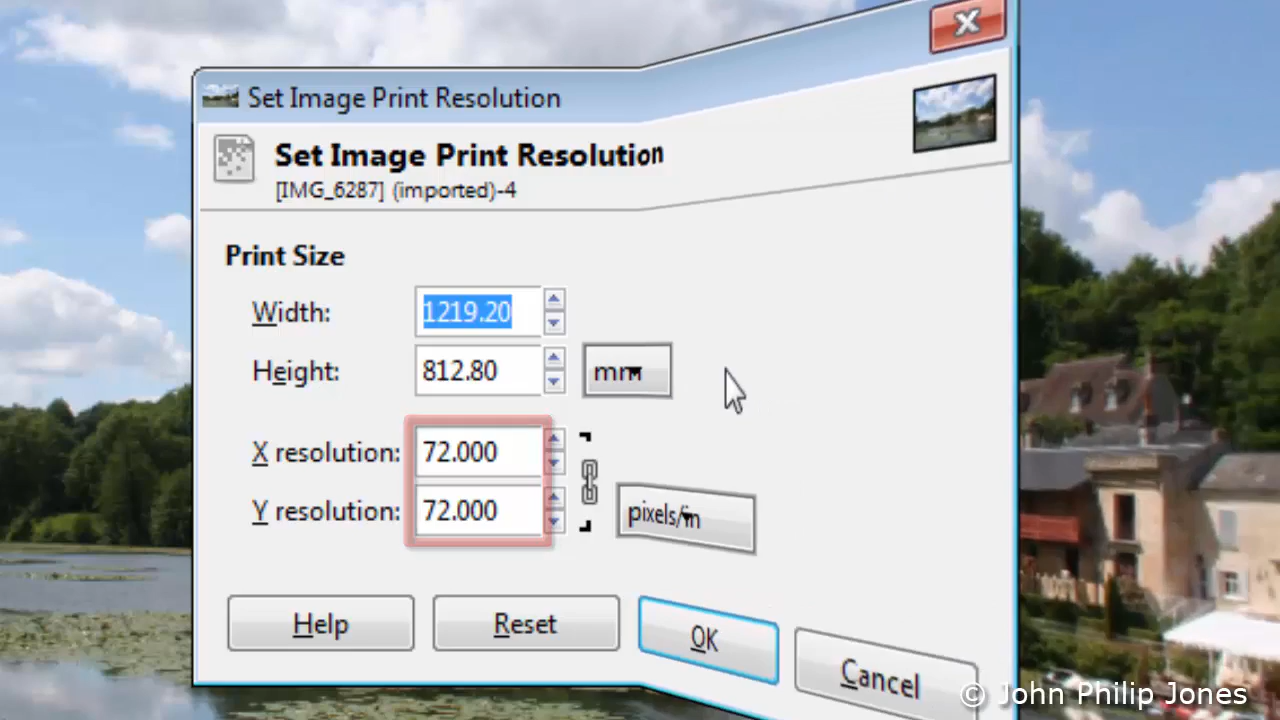 Set Image Print Resolution
Set Image Print Resolution
[IMG_6287] (imported)-4
Print Size
Width: 1219.20
Height: 812.80 mm
X resolution: 72.000
Y resolution: 72.000 pixels/in
Help Reset OK Cancel
© John Philip Jones